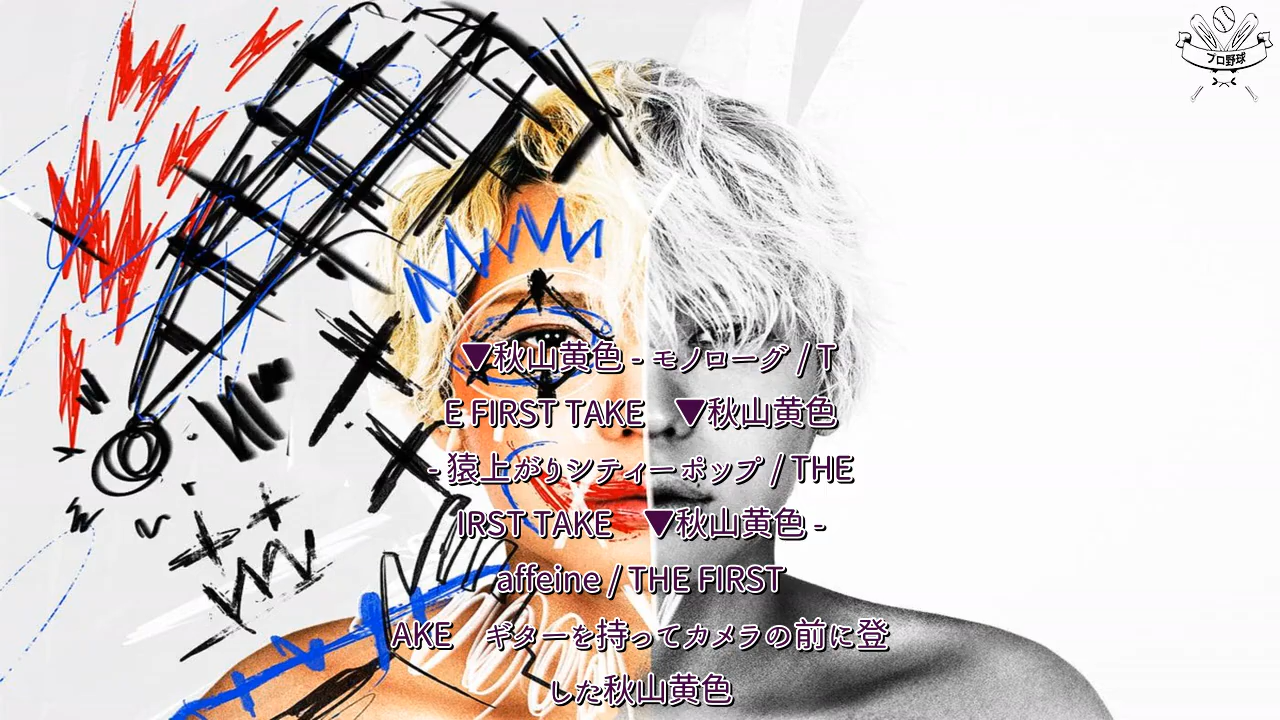 プロ野球
▼秋山黄色 - モノローグ / T
E FIRST TAKE ▼秋山黄色
- 猿上がりシティーポップ / THE
IRST TAKE ▼秋山黄色 -
affeine / THE FIRST
AKE ギターを持ってカメラの前に登
した秋山黄色